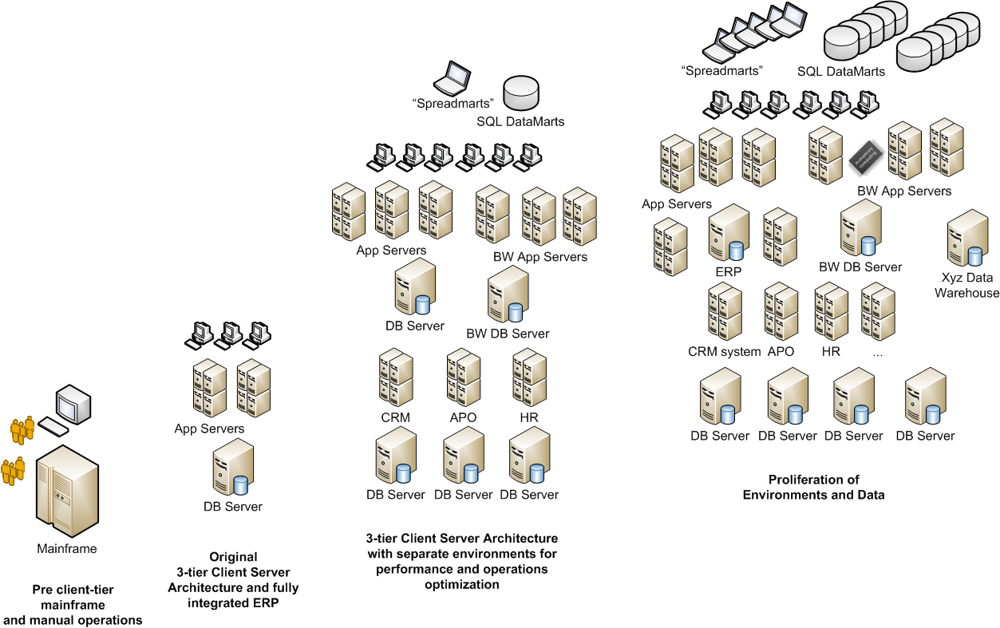 Mainframe
Pre client-tier
mainframe
and manual operations
App Servers
DB Server
Original
3-tier Client Server
Architecture and fully
integrated ERP
“Spreadmarts”
SQL DataMarts
App Servers
BW App Servers
DB Server
BW DB Server
CRM
APO
HR
DB Server
DB Server
DB Server
3-tier Client Server Architecture
with separate environments for
performance and operations
optimization
“Spreadmarts”
SQL DataMarts
in-memory
computing
App Servers
BW App Servers
ERP
BW DB Server
Xyz Data
Warehouse
CRM system
APO
HR
...
DB Server
DB Server
DB Server
DB Server
Proliferation of
Environments and Data